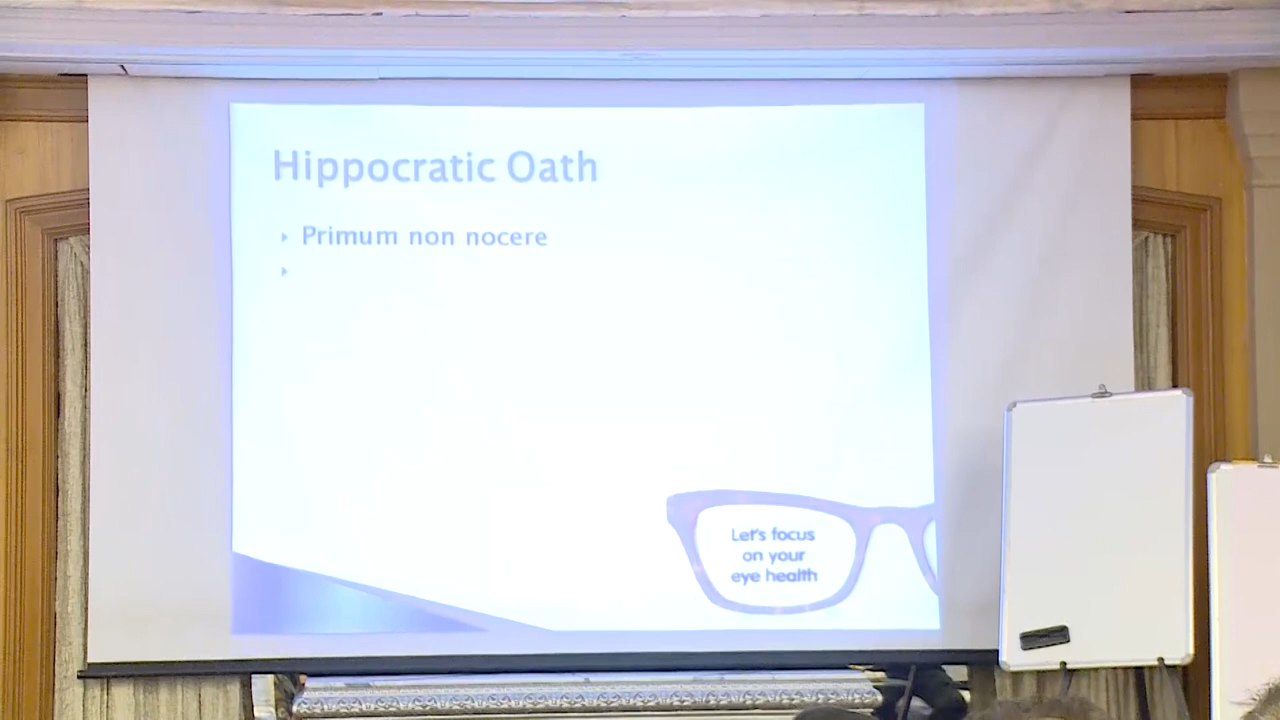 Hippocratic Oath
Primum non nocere
Let's focus
on your
eye health